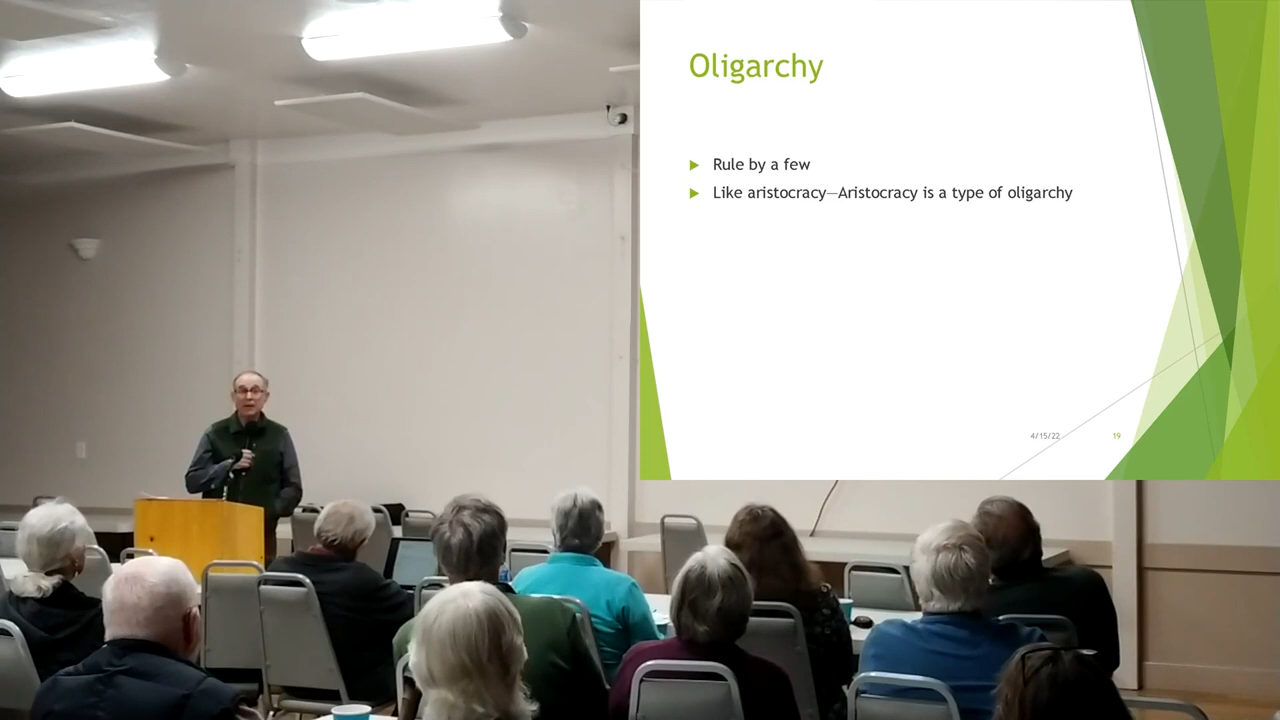 Oligarchy
Rule by a few
Like aristocracy—Aristocracy is a type of oligarchy
4/15/22
19